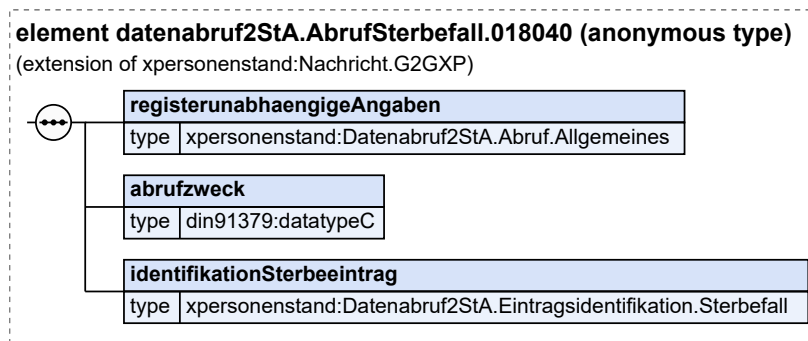 element datenabruf2StA.AbrufSterbefall.018040 (anonymous type)
(extension of xpersonenstand:Nachricht.G2GXP)
registerunabhaengigeAngaben
type xpersonenstand:Datenabruf2StA.Abruf.Allgemeines
abrufzweck
type din91379:datatypeC
identifikationSterbeeintrag
type xpersonenstand:Datenabruf2StA.Eintragsidentifikation.Sterbefall